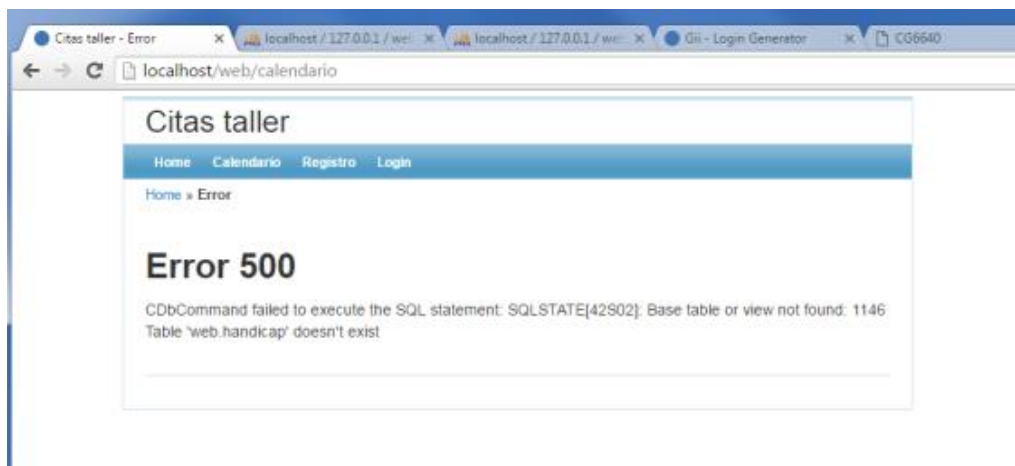 Citas taller - Error
localhost / 127.0.0.1 / we
localhost / 127.0.0.1 / we
Gii - Login Generator
CG6640
localhost/web/calendario
Citas taller
Home Calendario Registro Login
Home » Error
Error 500
CDbCommand failed to execute the SQL statement: SQLSTATE[42S02]: Base table or view not found: 1146
Table 'web.handicap' doesn't exist